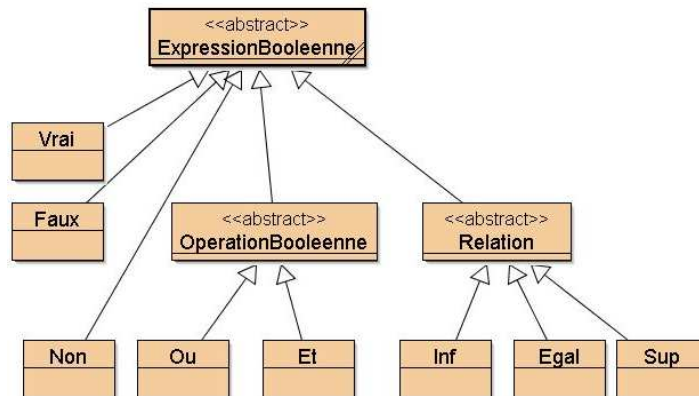 <<abstract>>
ExpressionBooleenne
Vrai
Faux
<<abstract>>
OperationBooleenne
<<abstract>>
Relation
Non
Ou
Et
Inf
Egal
Sup